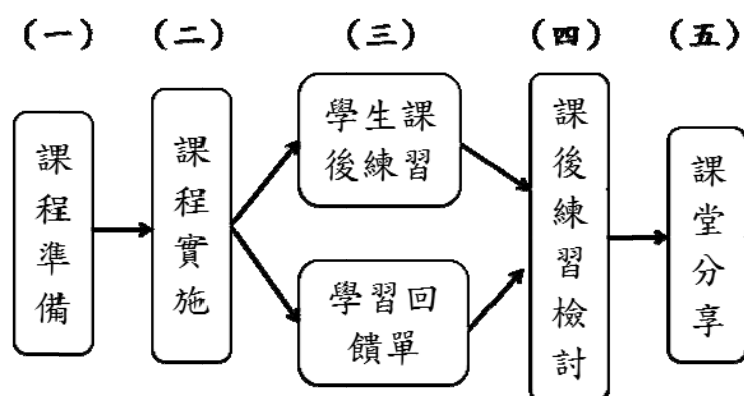 （一）
（二）
（三）
（四）
（五）
課程準備
課程實施
學生課
後練習
學習回
饋單
課後練習檢討
課堂分享